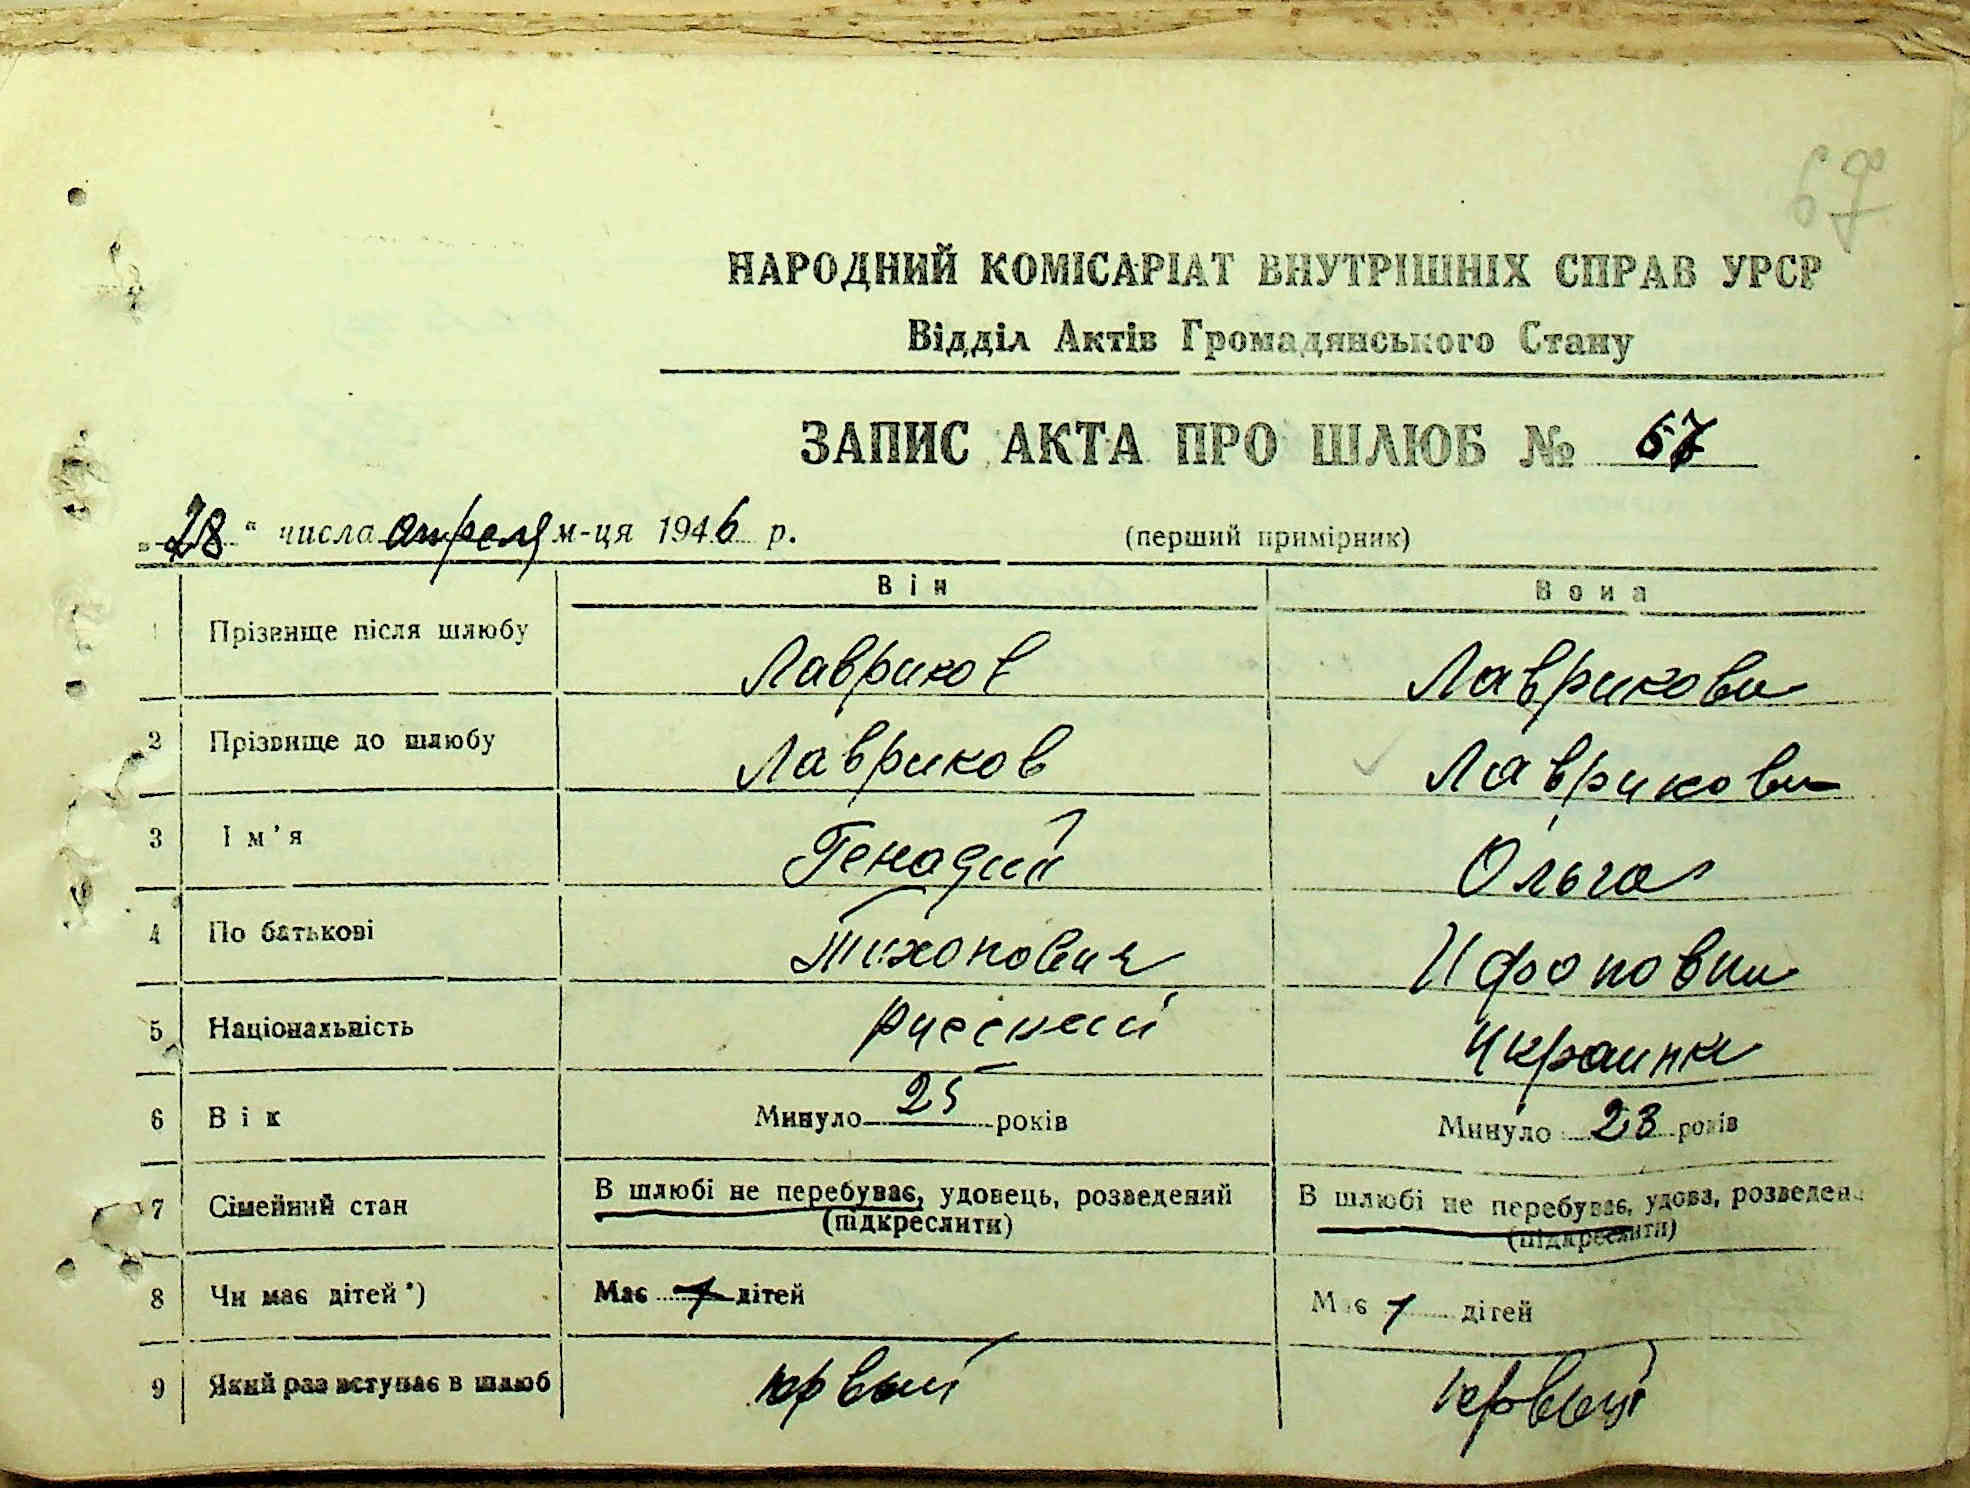 67
НАРОДНИЙ КОМІСАРІАТ ВНУТРІШНІХ СПРАВ УРСР
Відділ Актів Громадянського Стану
ЗАПИС АКТА ПРО ШЛЮБ № 67
„28“ числа апреля м-ця 1946 р. (перший примірник)
Він Вона
1 Прізвище після шлюбу Лавриков Лаврикова
2 Прізвище до шлюбу Лавриков Лаврикова
3 Ім’я Генадий Ольга
4 По батькові Тихонович
5 Національність русский Украинка
6 Вік Минуло 25 років Минуло 23 років
7 Сімейний стан В шлюбі не перебуває, удовець, розведений В шлюбі не перебуває, удова, розведена
(підкреслити) (підкреслити)
8 Чи має дітей*) Має 1 дітей Має 1 дітей
9 Який раз вступає в шлюб первый первый